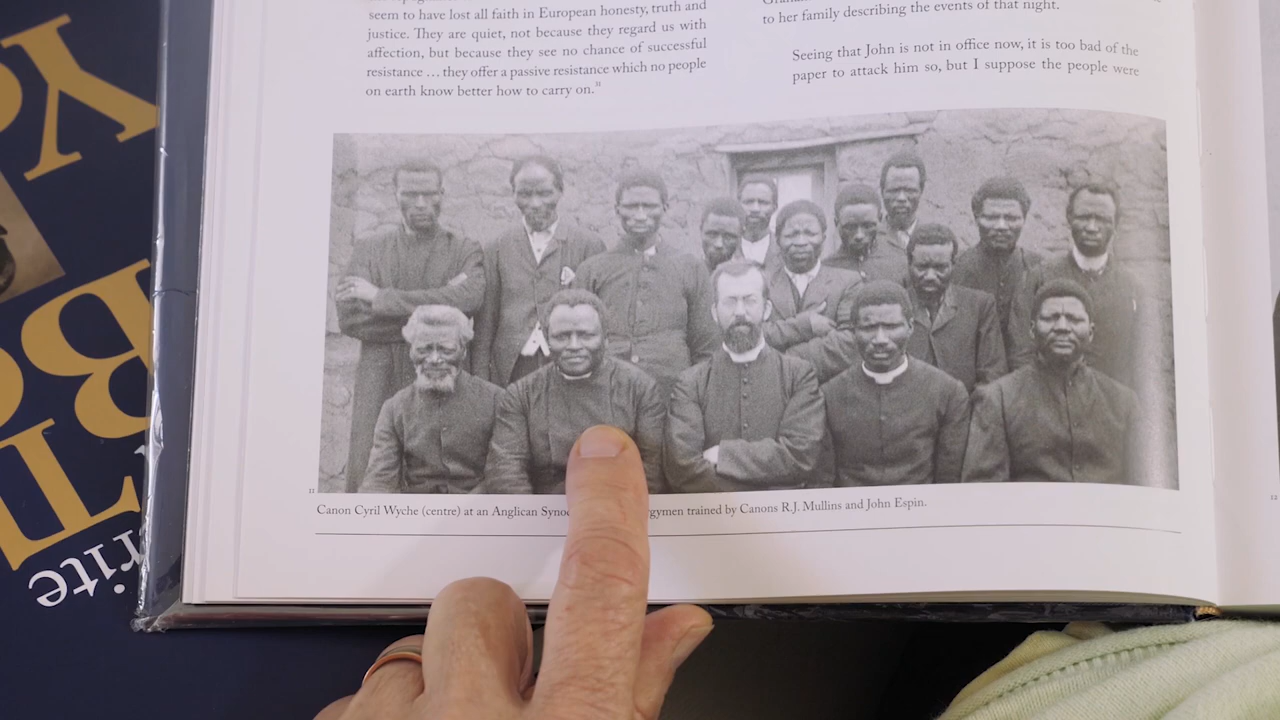 seem to have lost all faith in European honesty, truth and
justice. They are quiet, not because they regard us with
affection, but because they see no chance of successful
resistance ... they offer a passive resistance which no people
on earth know better how to carry on."¹¹
to her family describing the events of that night.
Seeing that John is not in office now, it is too bad of the
paper to attack him so, but I suppose the people were
11
Canon Cyril Wyche (centre) at an Anglican trained by Canons R.J. Mullins and John Espin.